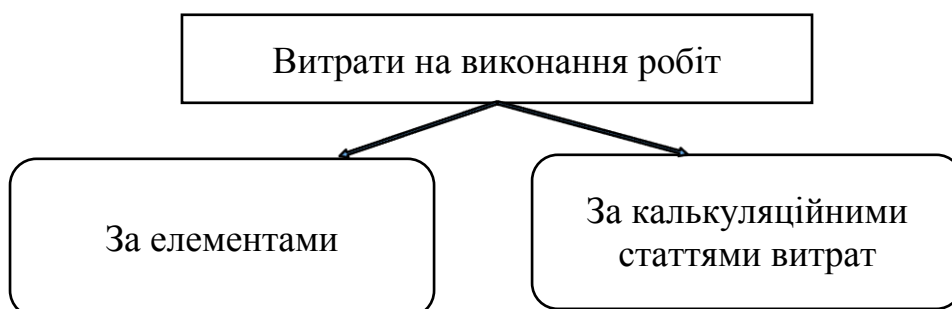 Витрати на виконання робіт
За елементами
За калькуляційними
статтями витрат